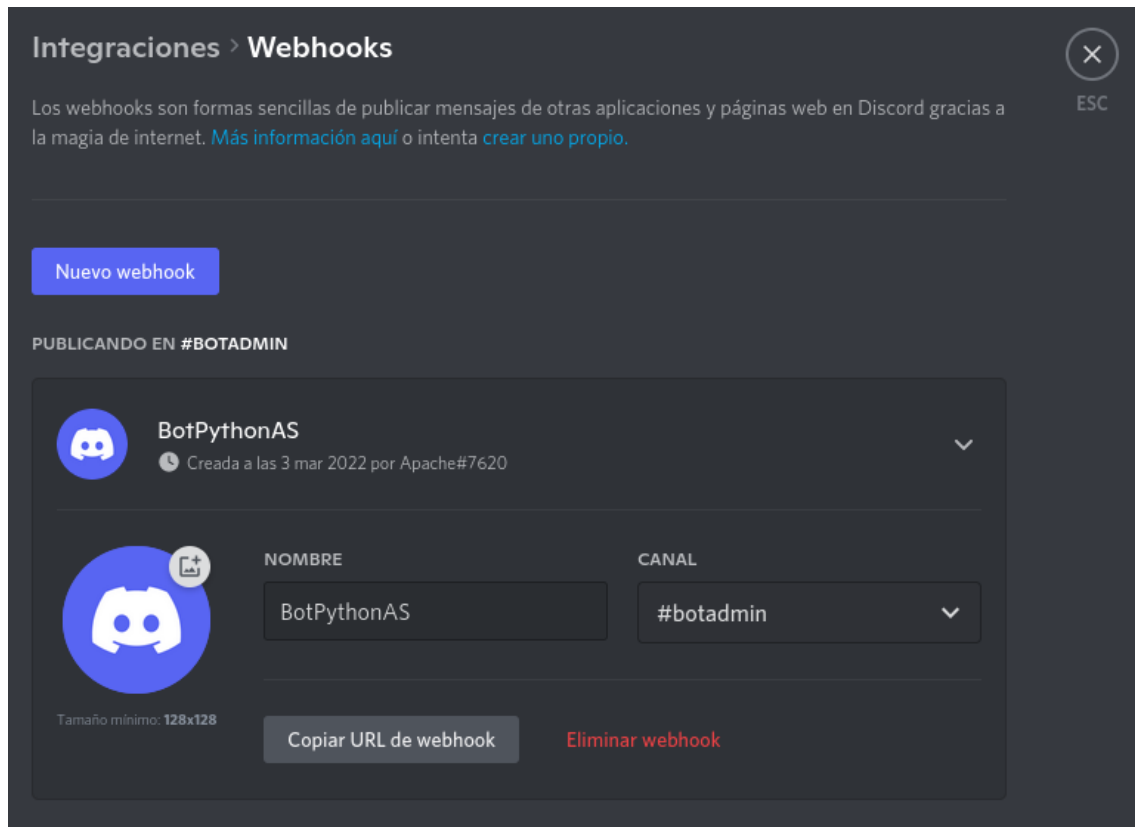 Integraciones > Webhooks
ESC
Los webhooks son formas sencillas de publicar mensajes de otras aplicaciones y páginas web en Discord gracias a
la magia de internet. Más información aquí o intenta crear uno propio.
Nuevo webhook
PUBLICANDO EN #BOTADMIN
BotPythonAS
Creada a las 3 mar 2022 por Apache#7620
NOMBRE
CANAL
BotPythonAS
#botadmin
Tamaño mínimo: 128x128
Copiar URL de webhook
Eliminar webhook